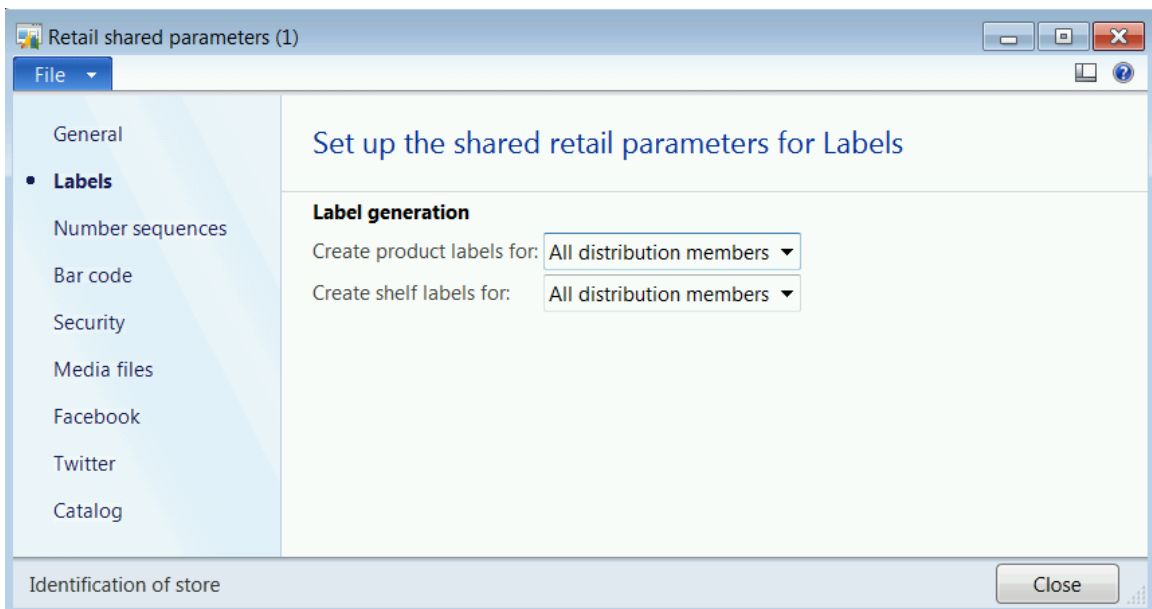 Retail shared parameters (1)
File
General
Labels
Number sequences
Bar code
Security
Media files
Facebook
Twitter
Catalog
Set up the shared retail parameters for Labels
Label generation
Create product labels for: All distribution members
Create shelf labels for: All distribution members
Identification of store
Close